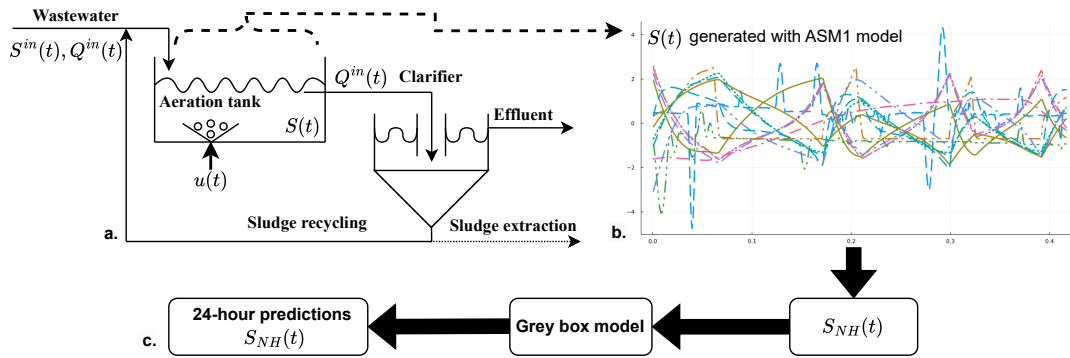 Wastewater
S^{in}(t), Q^{in}(t)
Q^{in}(t)
Clarifier
Aeration tank
S(t)
Effluent
u(t)
Sludge recycling
Sludge extraction
a.
S(t) generated with ASM1 model
4
2
0
−2
−4
0.0
0.1
0.2
0.3
0.4
b.
24-hour predictions
S_{NH}(t)
Grey box model
S_{NH}(t)
c.